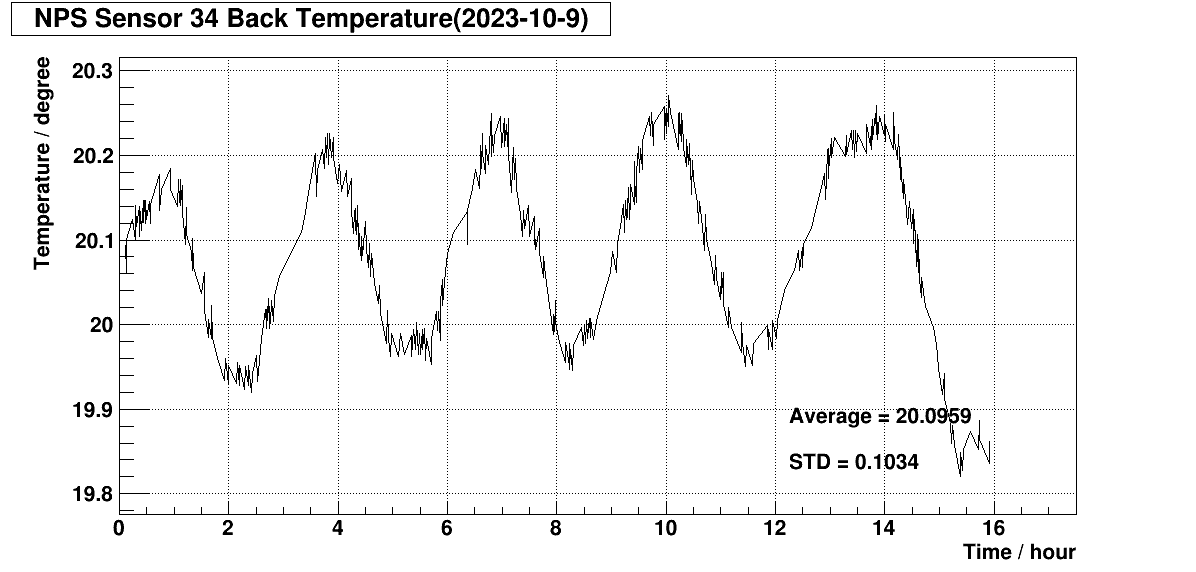 NPS Sensor 34 Back Temperature(2023-10-9)
Temperature / degree
20.3
20.2
20.1
20
19.9
19.8
Average = 20.0959
STD = 0.1034
0 2 4 6 8 10 12 14 16
Time / hour